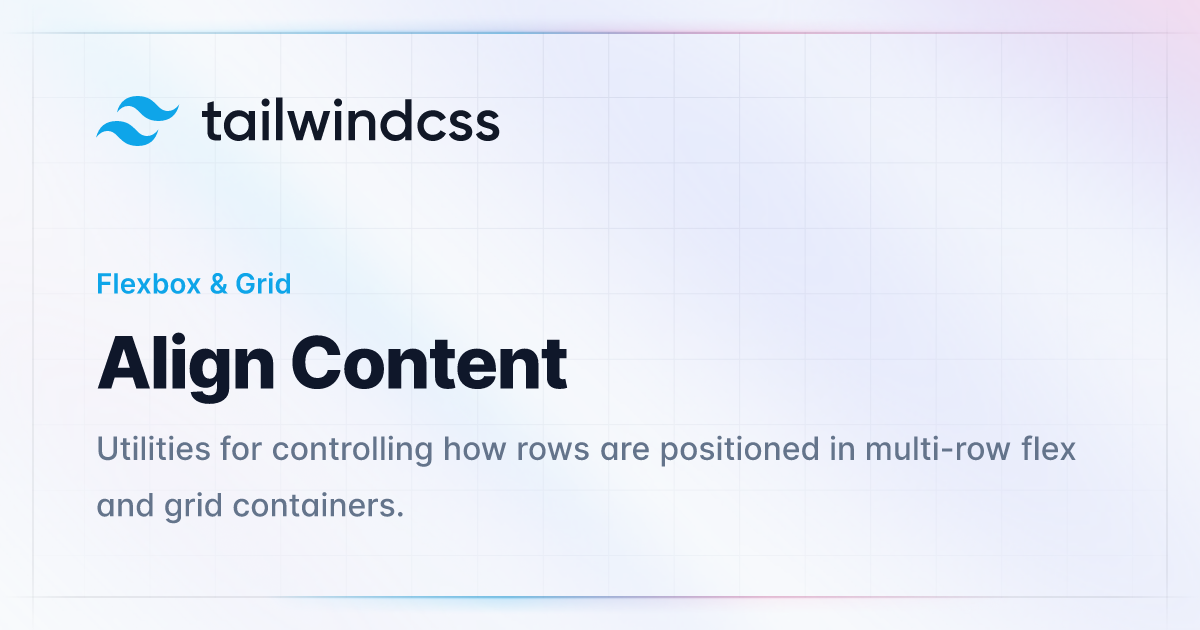 tailwindcss
Flexbox & Grid
Align Content
Utilities for controlling how rows are positioned in multi-row flex
and grid containers.